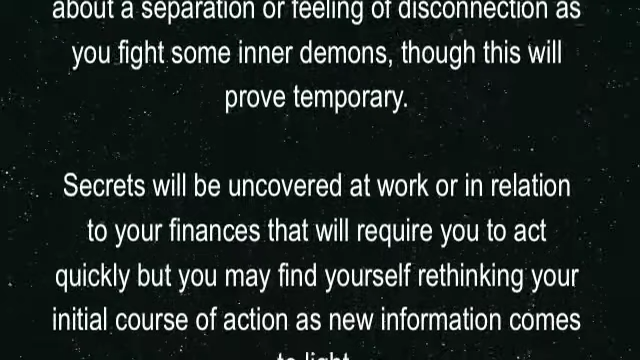 about a separation or feeling of disconnection as
you fight some inner demons, though this will
prove temporary.
Secrets will be uncovered at work or in relation
to your finances that will require you to act
quickly but you may find yourself rethinking your
initial course of action as new information comes
to light